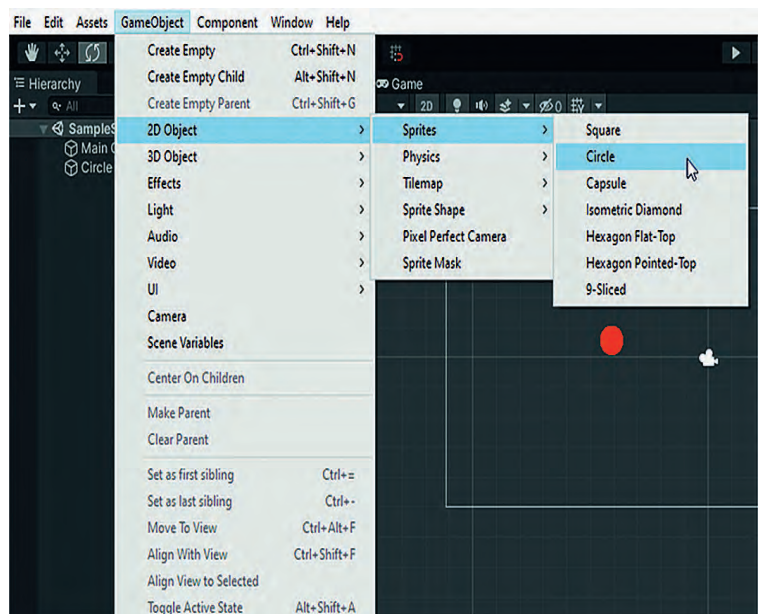 File Edit Assets GameObject Component Window Help
Hierarchy
All
SampleS
Main C
Circle
Create Empty Ctrl+Shift+N
Create Empty Child Alt+Shift+N
Create Empty Parent Ctrl+Shift+G
2D Object
3D Object
Effects
Light
Audio
Video
UI
Camera
Scene Variables
Center On Children
Make Parent
Clear Parent
Set as first sibling Ctrl+=
Set as last sibling Ctrl+-
Move To View Ctrl+Alt+F
Align With View Ctrl+Shift+F
Align View to Selected
Toggle Active State Alt+Shift+A
Game
2D 0
Sprites
Physics
Tilemap
Sprite Shape
Pixel Perfect Camera
Sprite Mask
Square
Circle
Capsule
Isometric Diamond
Hexagon Flat-Top
Hexagon Pointed-Top
9-Sliced